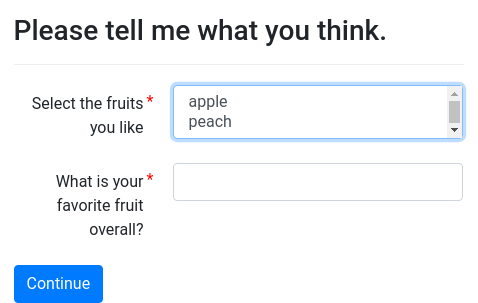 Please tell me what you think.
Select the fruits *
you like
apple
peach
What is your *
favorite fruit
overall?
Continue